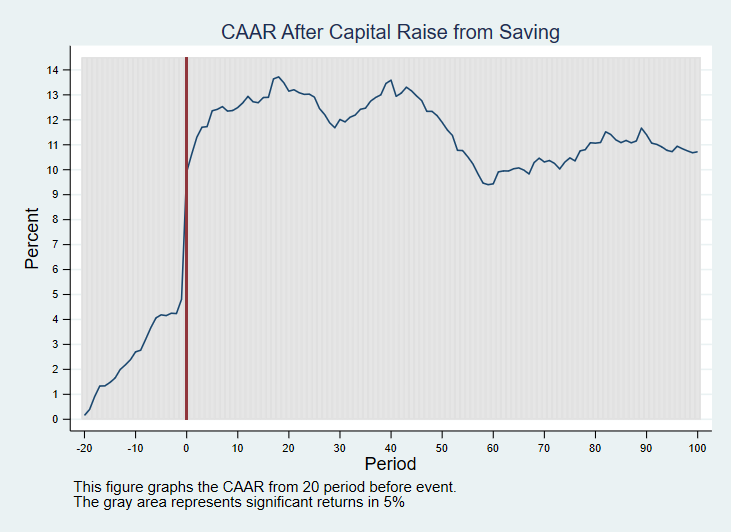 CAAR After Capital Raise from Saving
Percent
14
13
12
11
10
9
8
7
6
5
4
3
2
1
0
-20 -10 0 10 20 30 40 50 60 70 80 90 100
Period
This figure graphs the CAAR from 20 period before event.
The gray area represents significant returns in 5%